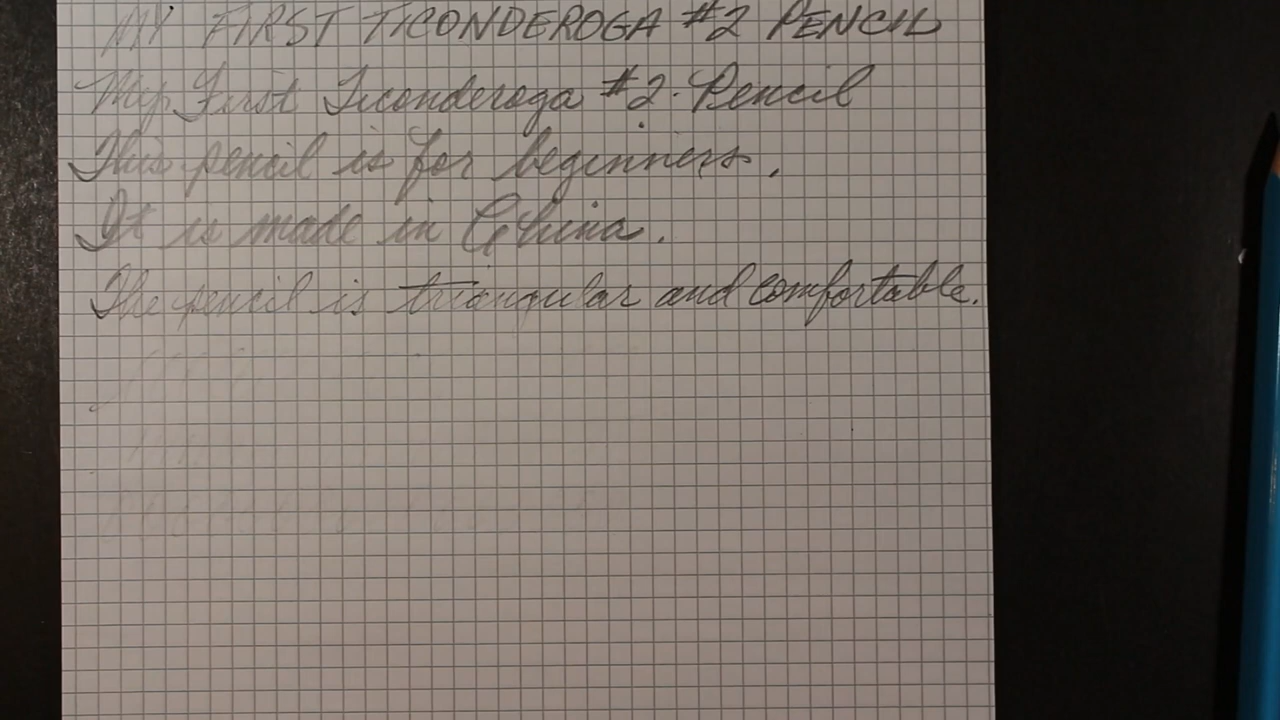 MY FIRST TICONDEROGA #2 PENCIL
My First Ticonderoga #2 Pencil
This pencil is for beginners.
It is made in China.
The pencil is triangular and comfortable.